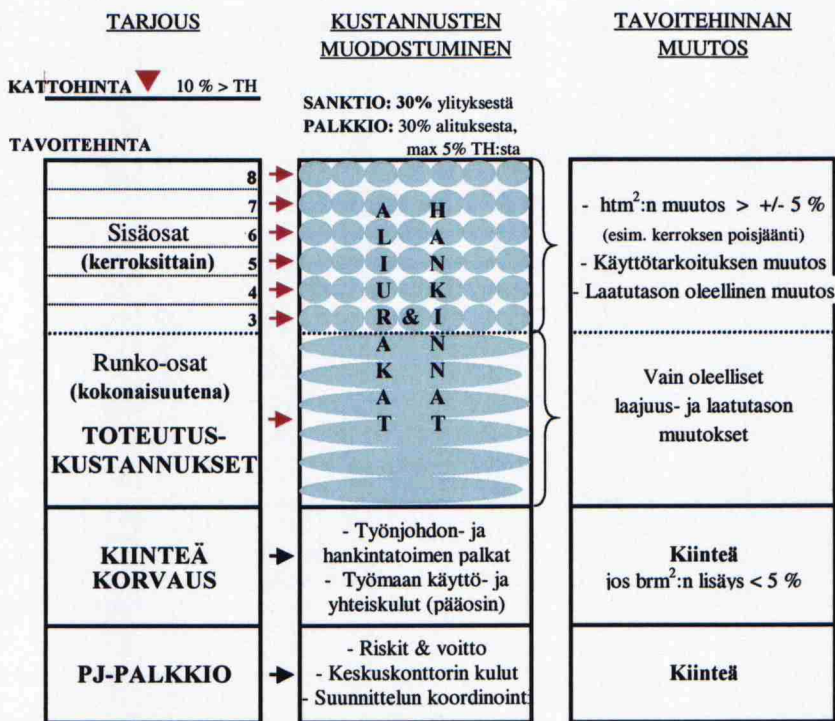 TARJOUS
KATTOHINTA 10 % > TH
TAVOITEHINTA
8
7
Sisäosat 6
(kerroksittain) 5
4
3
Runko-osat
(kokonaisuutena)
TOTEUTUS-
KUSTANNUKSET
KIINTEÄ
KORVAUS
PJ-PALKKIO
KUSTANNUSTEN
MUODOSTUMINEN
SANKTIO: 30% ylityksestä
PALKKIO: 30% alituksesta,
max 5% TH:sta
ALIURAKAT
&
HANKINNAT
- Työnjohdon- ja
hankintatoimen palkat
- Työmaan käyttö- ja
yhteiskulut (pääosin)
- Riskit & voitto
- Keskuskonttorin kulut
- Suunnittelun koordinointi
TAVOITEHINNAN
MUUTOS
- htm²:n muutos > +/- 5 %
(esim. kerroksen poisjäänti)
- Käyttötarkoituksen muutos
- Laatutason oleellinen muutos
Vain oleelliset
laajuus- ja laatutason
muutokset
Kiinteä
jos brm²:n lisäys < 5 %
Kiinteä